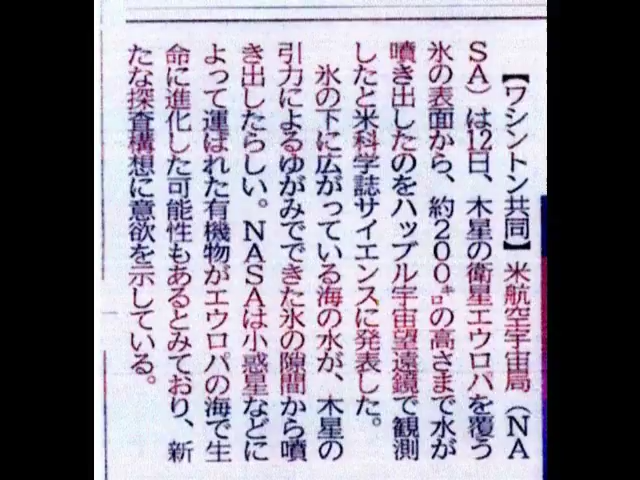 【ワシントン共同】米航空宇宙局（NA
SA）は12日、木星の衛星エウロパを覆う
氷の表面から、約200㌔の高さまで水が
噴き出したのをハッブル宇宙望遠鏡で観測
したと米科学誌サイエンスに発表した。
氷の下に広がっている海の水が、木星の
引力によるゆがみでできた氷の隙間から噴
き出したらしい。NASAは小惑星などに
よって運ばれた有機物がエウロパの海で生
命に進化した可能性もあるとみており、新
たな探査構想に意欲を示している。